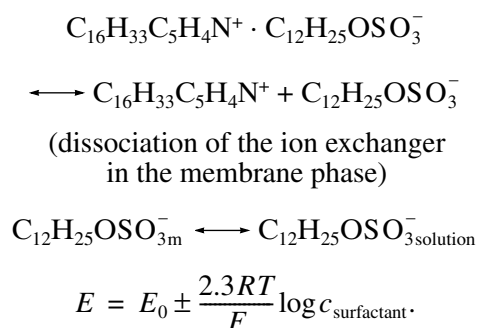 C₁₆H₃₃C₅H₄N⁺ · C₁₂H₂₅OSO₃⁻
⟷ C₁₆H₃₃C₅H₄N⁺ + C₁₂H₂₅OSO₃⁻
(dissociation of the ion exchanger
in the membrane phase)
C₁₂H₂₅OSO₃ₘ⁻ ⟷ C₁₂H₂₅OSO₃solution⁻
E = E₀ ± 2.3RT/F log c surfactant.